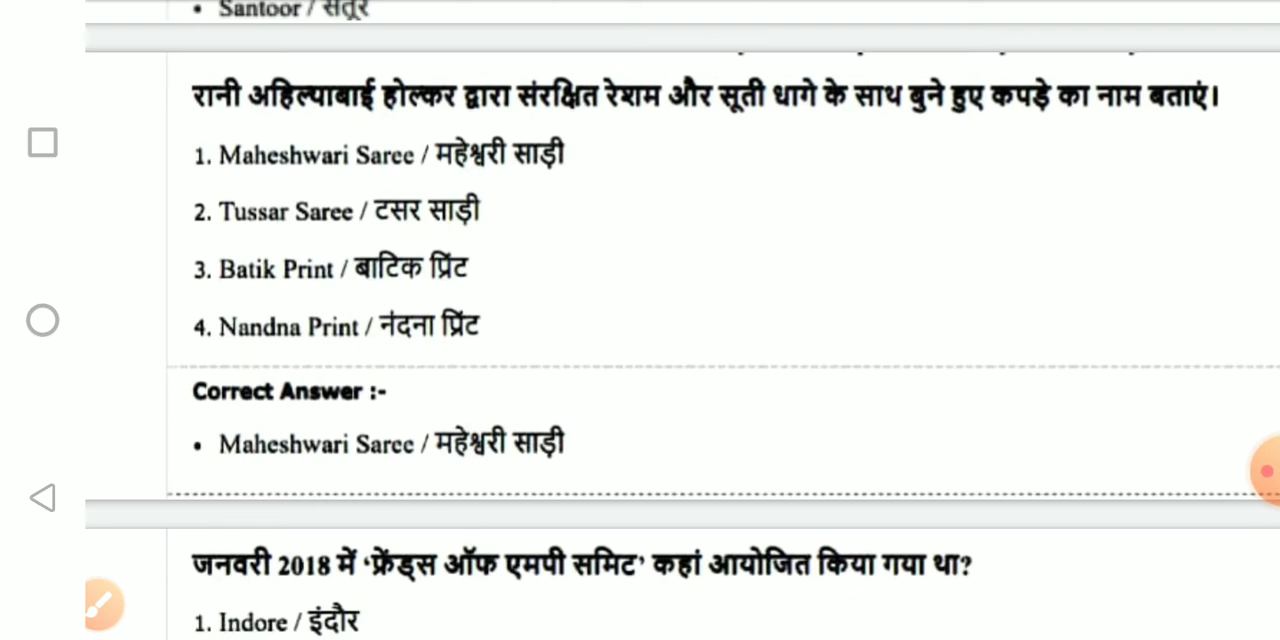 • Santoor / संतूर
रानी अहिल्याबाई होल्कर द्वारा संरक्षित रेशम और सूती धागे के साथ बुने हुए कपड़े का नाम बताएं।
1. Maheshwari Saree / महेश्वरी साड़ी
2. Tussar Saree / टसर साड़ी
3. Batik Print / बाटिक प्रिंट
4. Nandna Print / नंदना प्रिंट
Correct Answer :-
• Maheshwari Saree / महेश्वरी साड़ी
जनवरी 2018 में ‘फ्रेंड्स ऑफ एमपी समिट’ कहां आयोजित किया गया था?
1. Indore / इंदौर